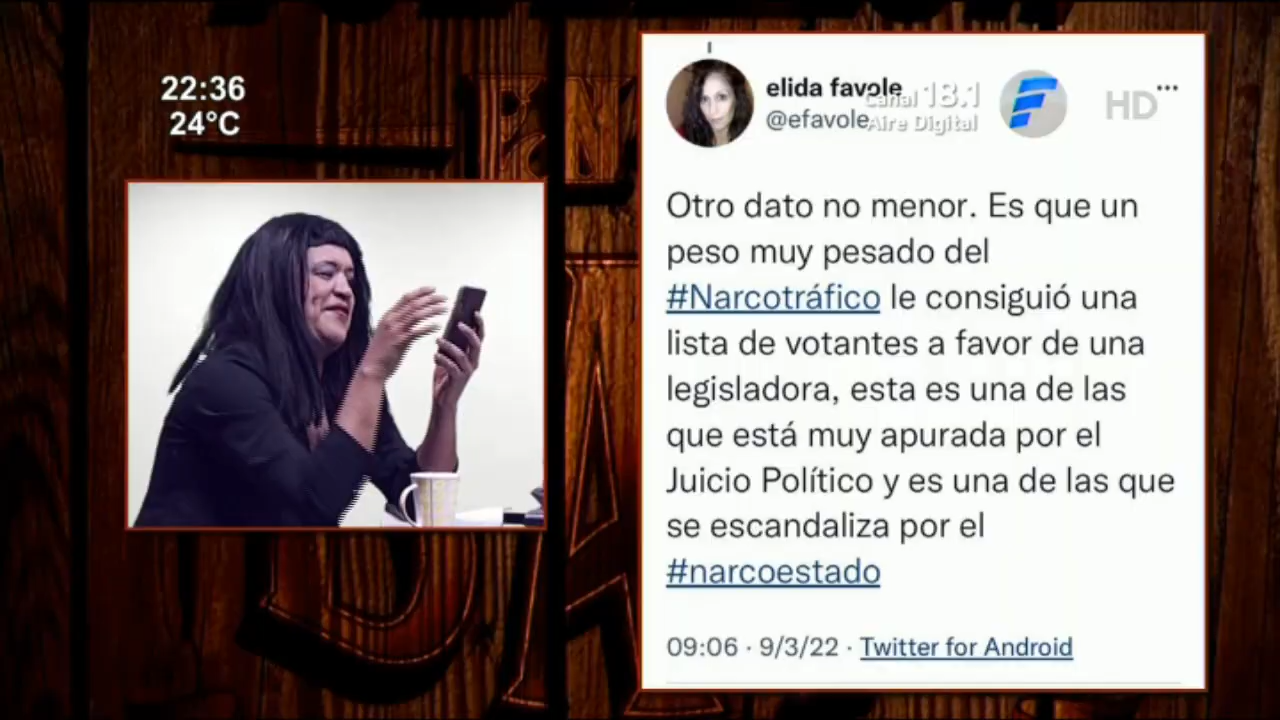 22:36
24°C
elida favole
@efavole
Canal 18.1
Aire Digital
HD
Otro dato no menor. Es que un
peso muy pesado del
#Narcotráfico le consiguió una
lista de votantes a favor de una
legisladora, esta es una de las
que está muy apurada por el
Juicio Político y es una de las que
se escandaliza por el
#narcoestado
09:06 · 9/3/22 · Twitter for Android